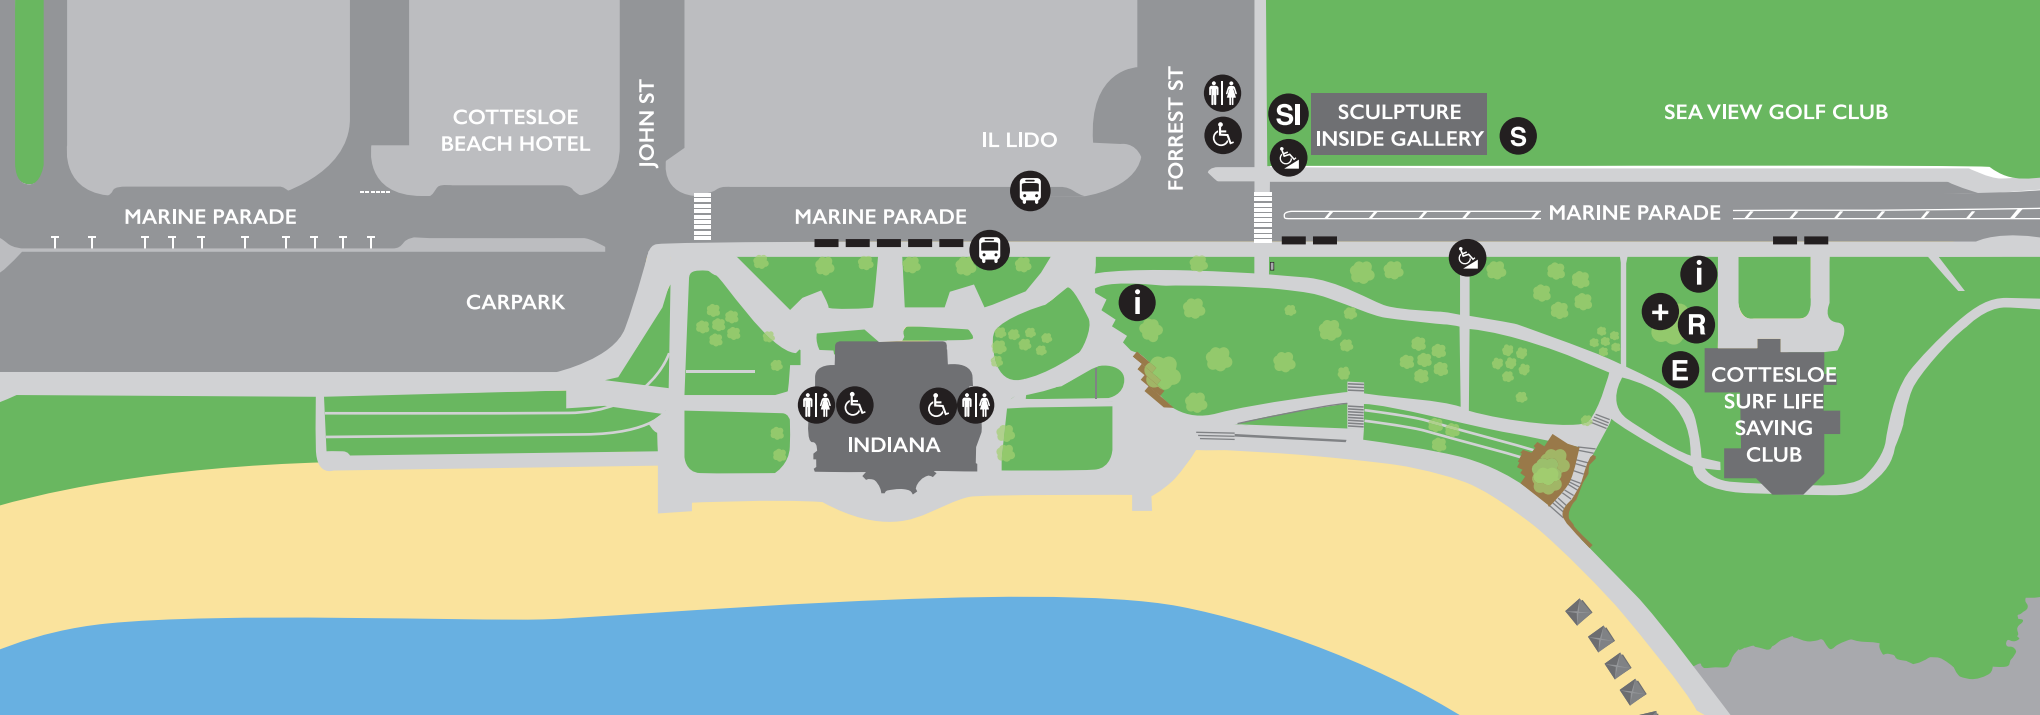 COTTESLOE
BEACH HOTEL
JOHN ST
IL LIDO
FORREST ST
SI
SCULPTURE
INSIDE GALLERY
S
SEA VIEW GOLF CLUB
MARINE PARADE
MARINE PARADE
MARINE PARADE
CARPARK
i
i
+
R
E
COTTESLOE
SURF LIFE
SAVING
CLUB
INDIANA